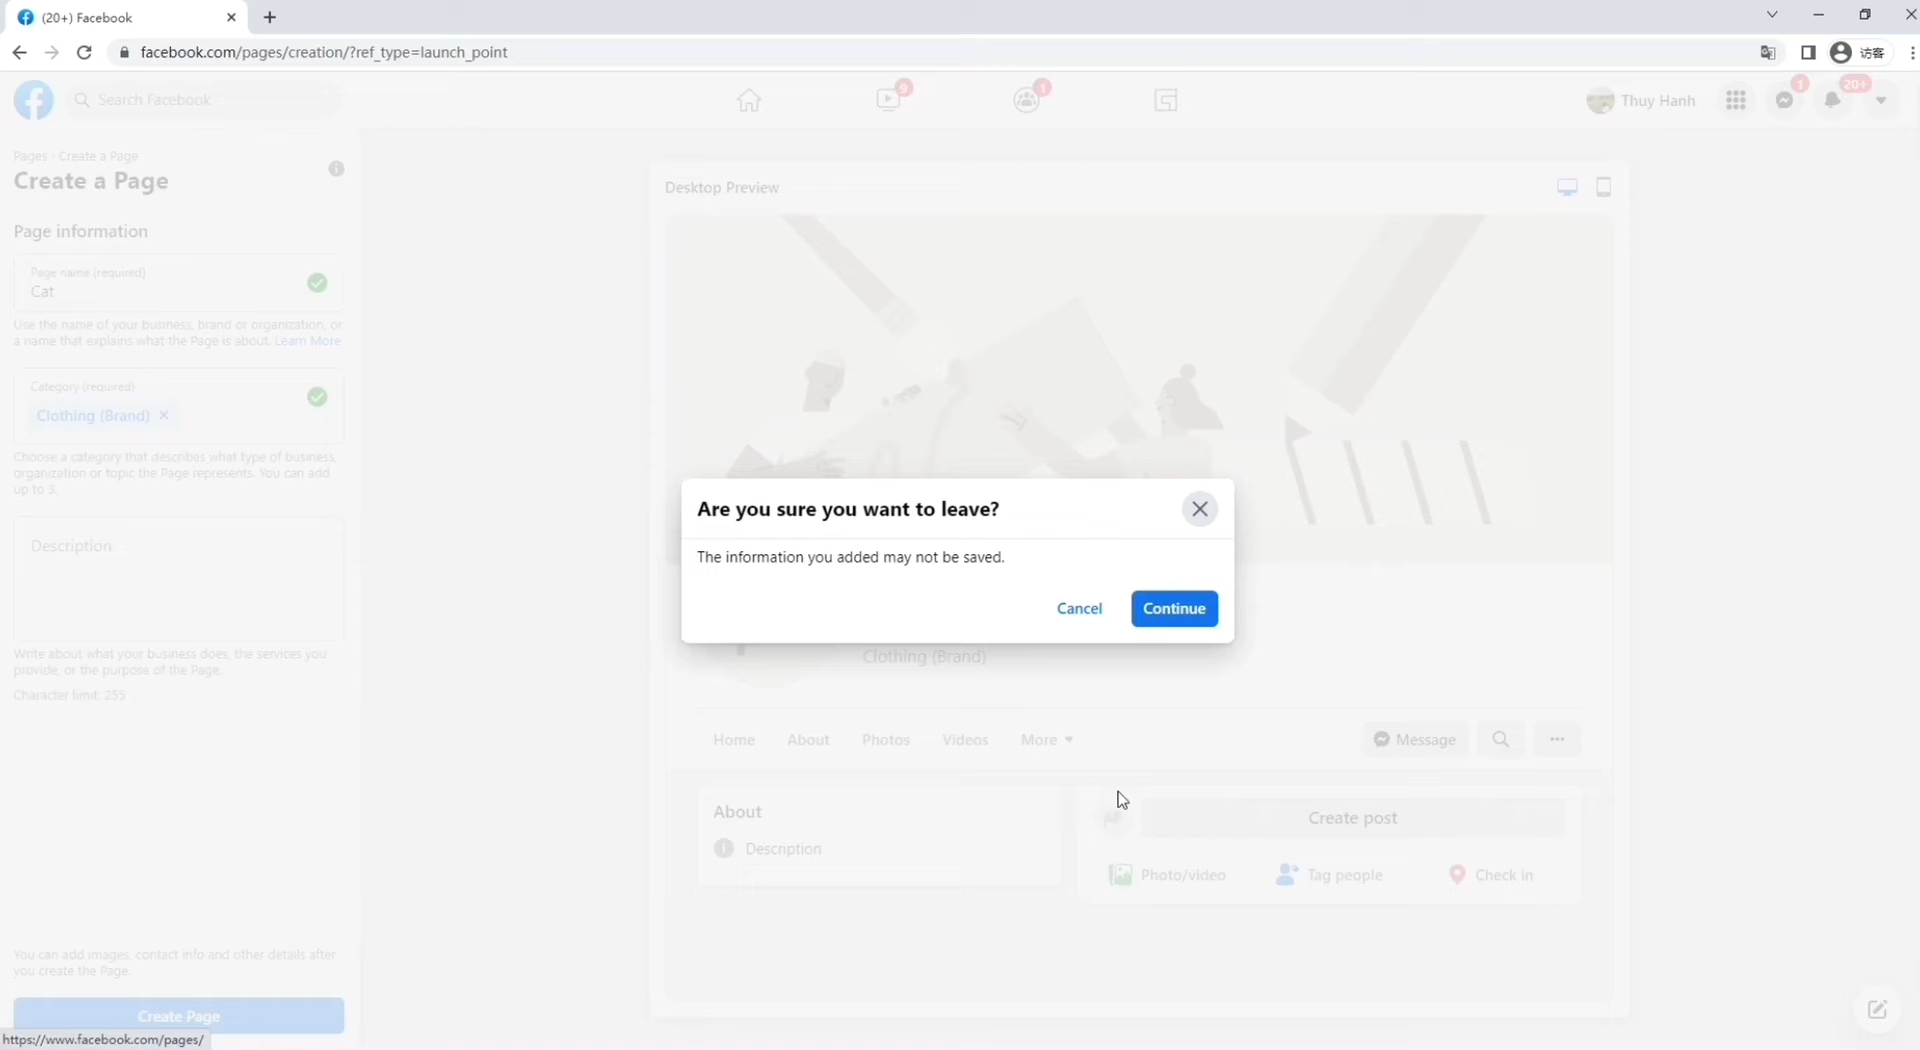 (20+) Facebook
facebook.com/pages/creation/?ref_type=launch_point
访客
Search Facebook
9
1
Thuy Hanh
1
20+
Pages › Create a Page
Create a Page
Page information
Page name (required)
Cat
Use the name of your business, brand or organization, or
a name that explains what the Page is about. Learn More
Category (required)
Clothing (Brand)
Choose a category that describes what type of business,
organization or topic the Page represents. You can add
up to 3.
Description
Write about what your business does, the services you
provide, or the purpose of the Page.
Character limit: 255
You can add images, contact info and other details after
you create the Page.
Create Page
https://www.facebook.com/pages/
Desktop Preview
Are you sure you want to leave?
The information you added may not be saved.
Cancel
Continue
Clothing (Brand)
Home
About
Photos
Videos
More
Message
About
Description
Create post
Photo/video
Tag people
Check in